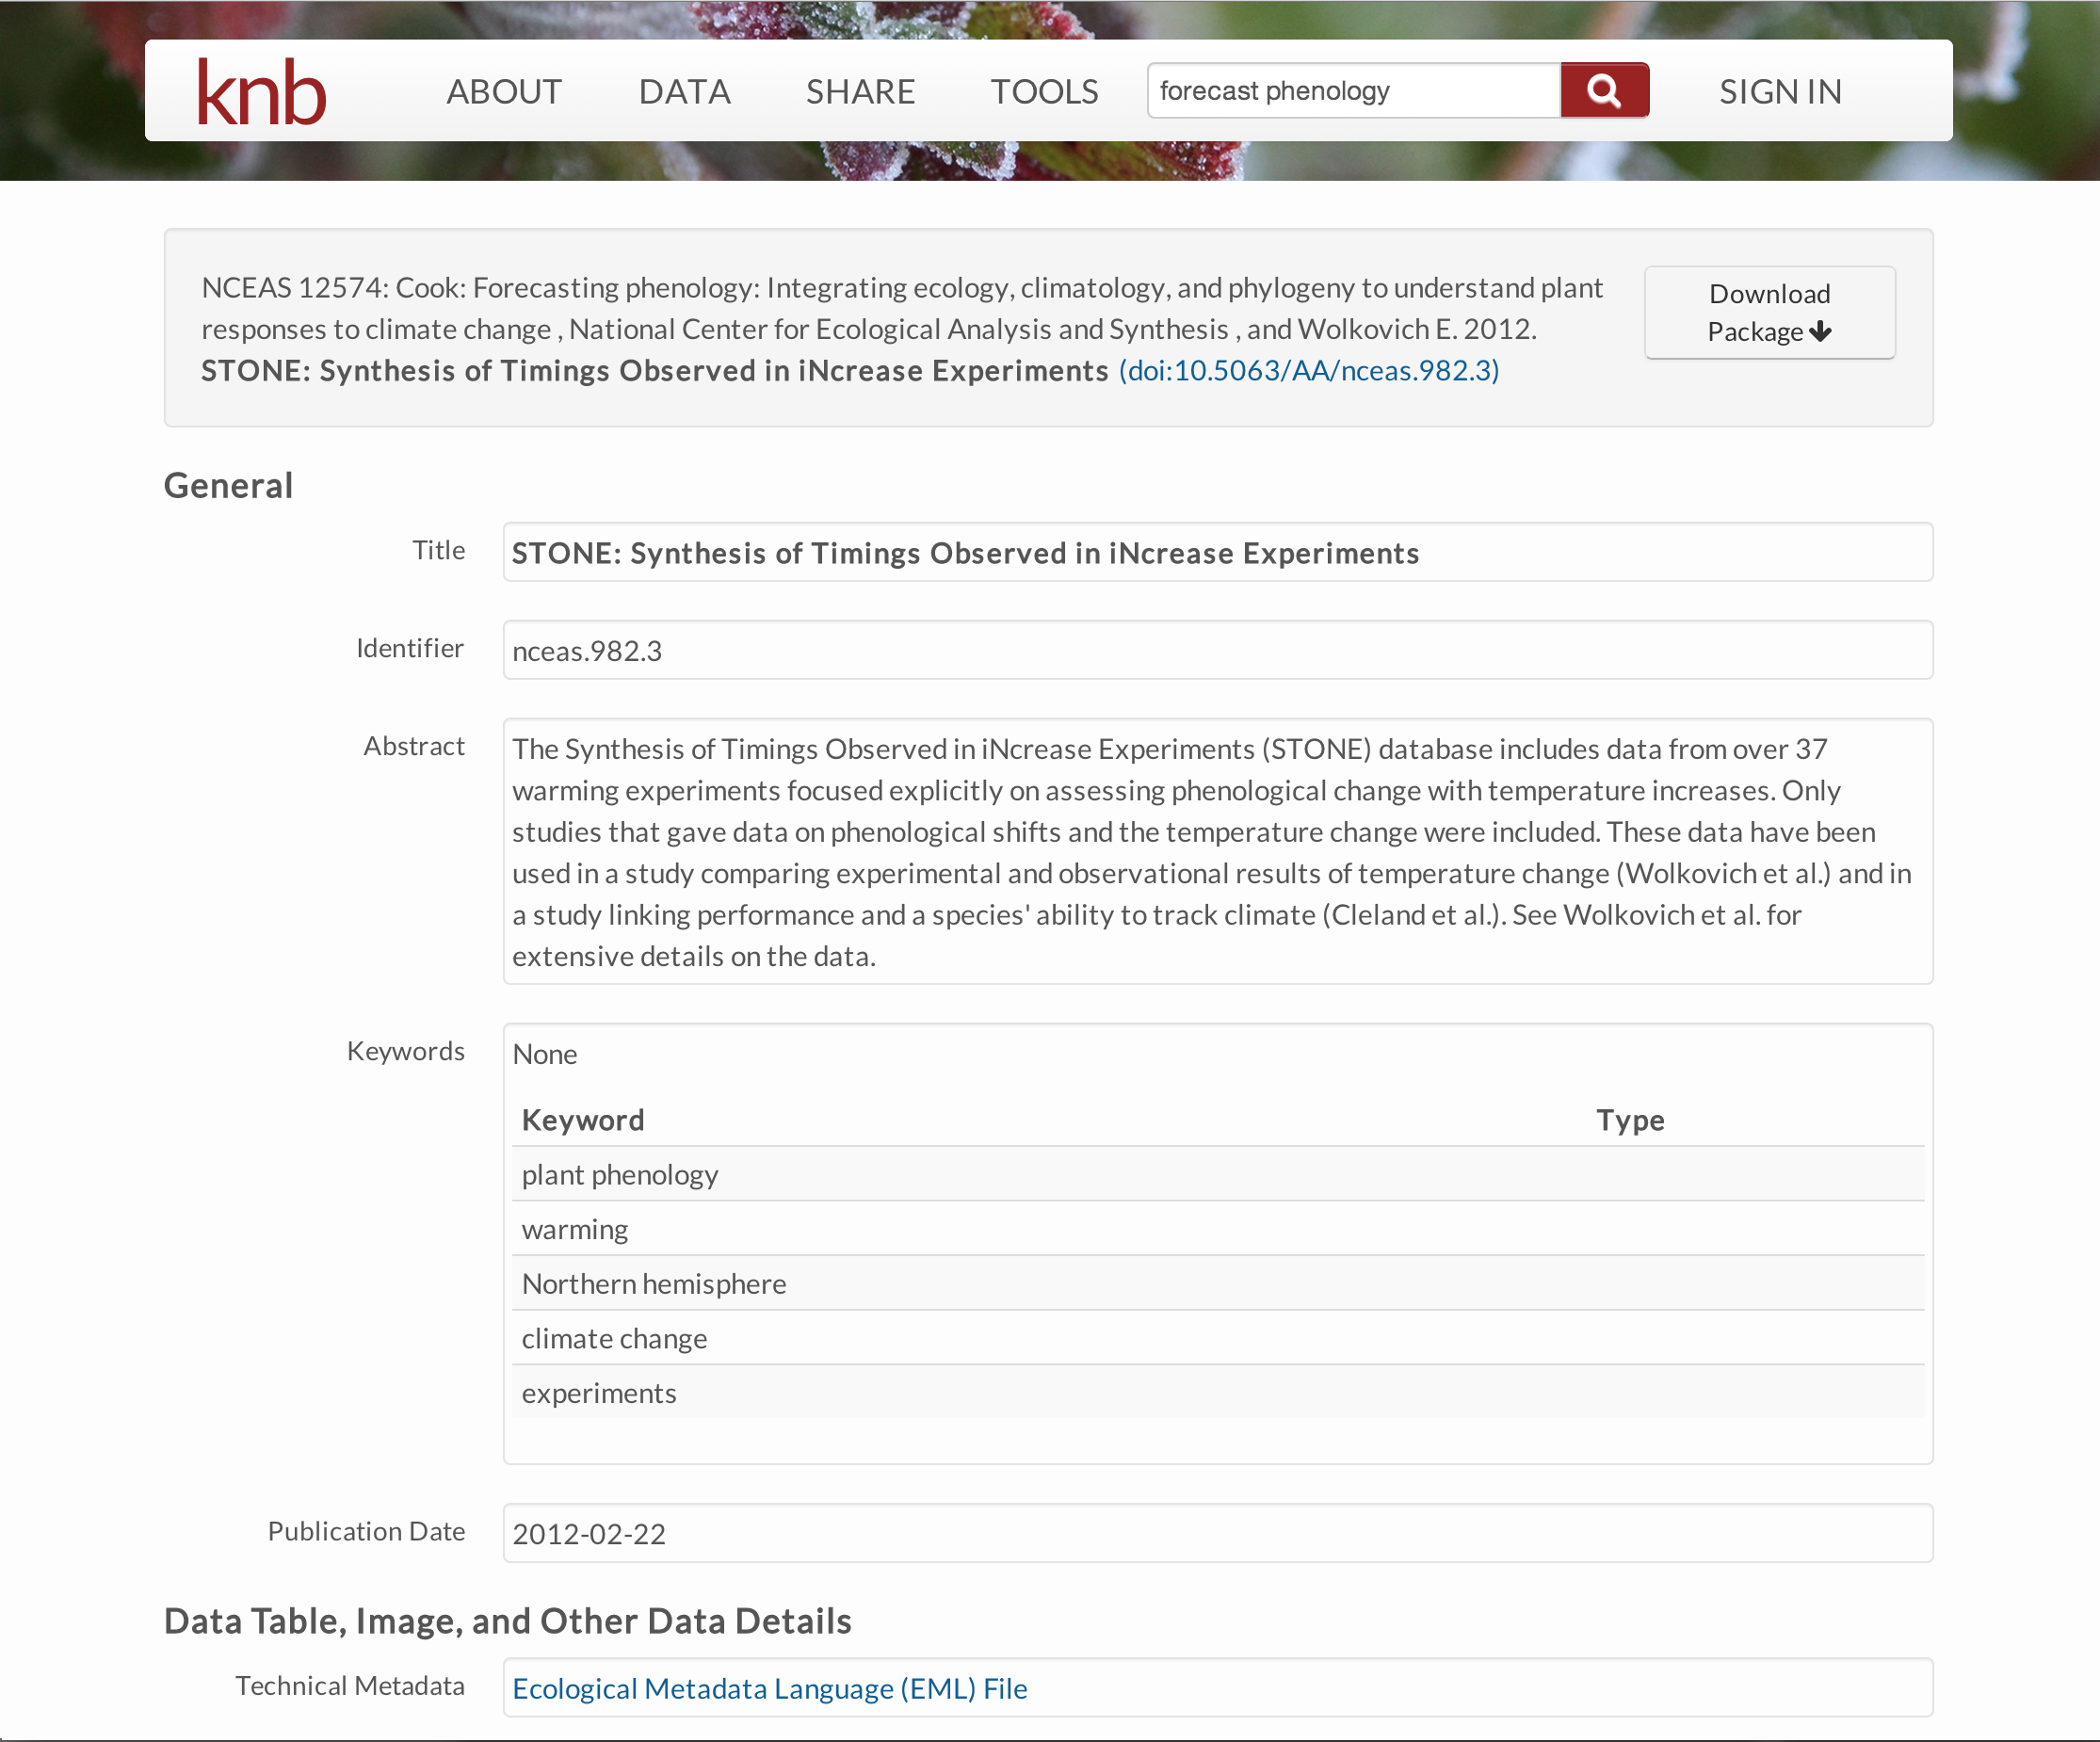 knb
ABOUT DATA SHARE TOOLS forecast phenology SIGN IN
NCEAS 12574: Cook: Forecasting phenology: Integrating ecology, climatology, and phylogeny to understand plant
responses to climate change , National Center for Ecological Analysis and Synthesis , and Wolkovich E. 2012.
STONE: Synthesis of Timings Observed in iNcrease Experiments (doi:10.5063/AA/nceas.982.3)
Download
Package
General
Title
STONE: Synthesis of Timings Observed in iNcrease Experiments
Identifier
nceas.982.3
Abstract
The Synthesis of Timings Observed in iNcrease Experiments (STONE) database includes data from over 37
warming experiments focused explicitly on assessing phenological change with temperature increases. Only
studies that gave data on phenological shifts and the temperature change were included. These data have been
used in a study comparing experimental and observational results of temperature change (Wolkovich et al.) and in
a study linking performance and a species' ability to track climate (Cleland et al.). See Wolkovich et al. for
extensive details on the data.
Keywords
None
Keyword Type
plant phenology
warming
Northern hemisphere
climate change
experiments
Publication Date
2012-02-22
Data Table, Image, and Other Data Details
Technical Metadata
Ecological Metadata Language (EML) File